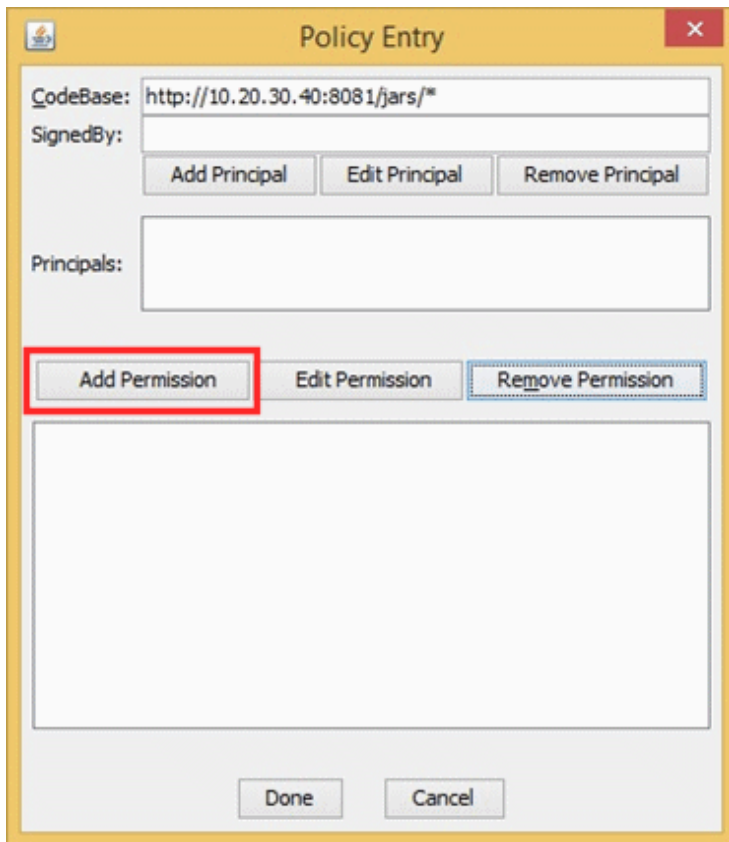 Policy Entry
CodeBase: http://10.20.30.40:8081/jars/*
SignedBy:
Add Principal Edit Principal Remove Principal
Principals:
Add Permission Edit Permission Remove Permission
Done Cancel